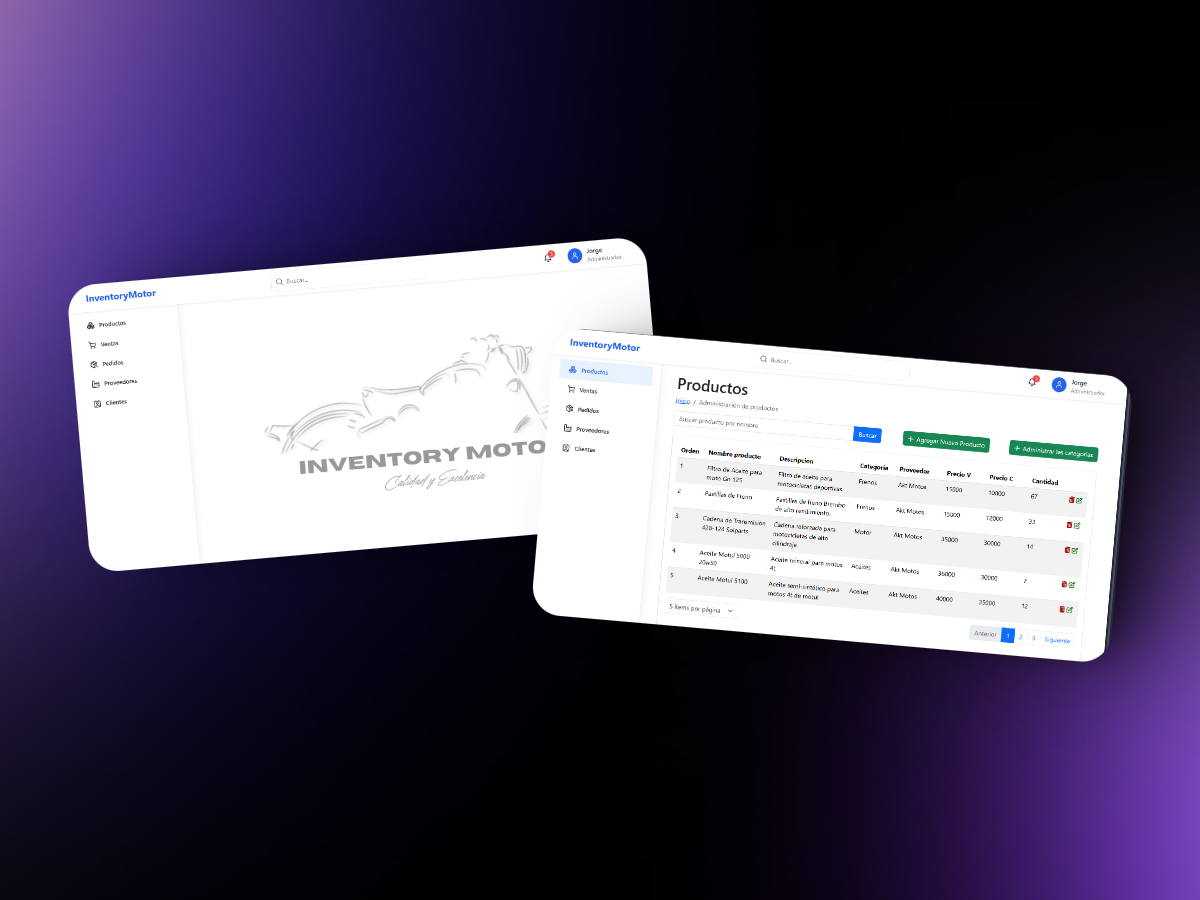 InventoryMotor
Buscar...
Jorge
Administrador
Productos
Ventas
Pedidos
Proveedores
Clientes
INVENTORY MOTO
Calidad y Excelencia
InventoryMotor
Buscar...
Jorge
Administrador
Productos
Ventas
Pedidos
Proveedores
Clientes
Productos
Inicio / Administración de productos
Buscar producto por nombre
Buscar
+ Agregar Nuevo Producto
+ Administrar las categorias
Orden Nombre producto Descripcion Categoria Proveedor Precio V Precio C Cantidad
1 Filtro de Aceite para moto Gn 125 Filtro de aceite para motocicletas deportivas. Frenos Akt Motos 15000 10000 67
2 Pastillas de Freno Pastillas de freno Brembo de alto rendimiento. Frenos Akt Motos 15000 12000 33
3 Cadena de Transmisión 428-124 Solparts Cadena reforzada para motocicletas de alto cilindraje. Motor Akt Motos 35000 30000 14
4 Aceite Motul 5000 20w50 Aceite mineral para motos 4t Aceites Akt Motos 36000 30000 7
5 Aceite Motul 5100 Aceite semi-sintético para motos 4t de motul Aceites Akt Motos 40000 35000 12
5 items por página
Anterior 1 2 3 Siguiente